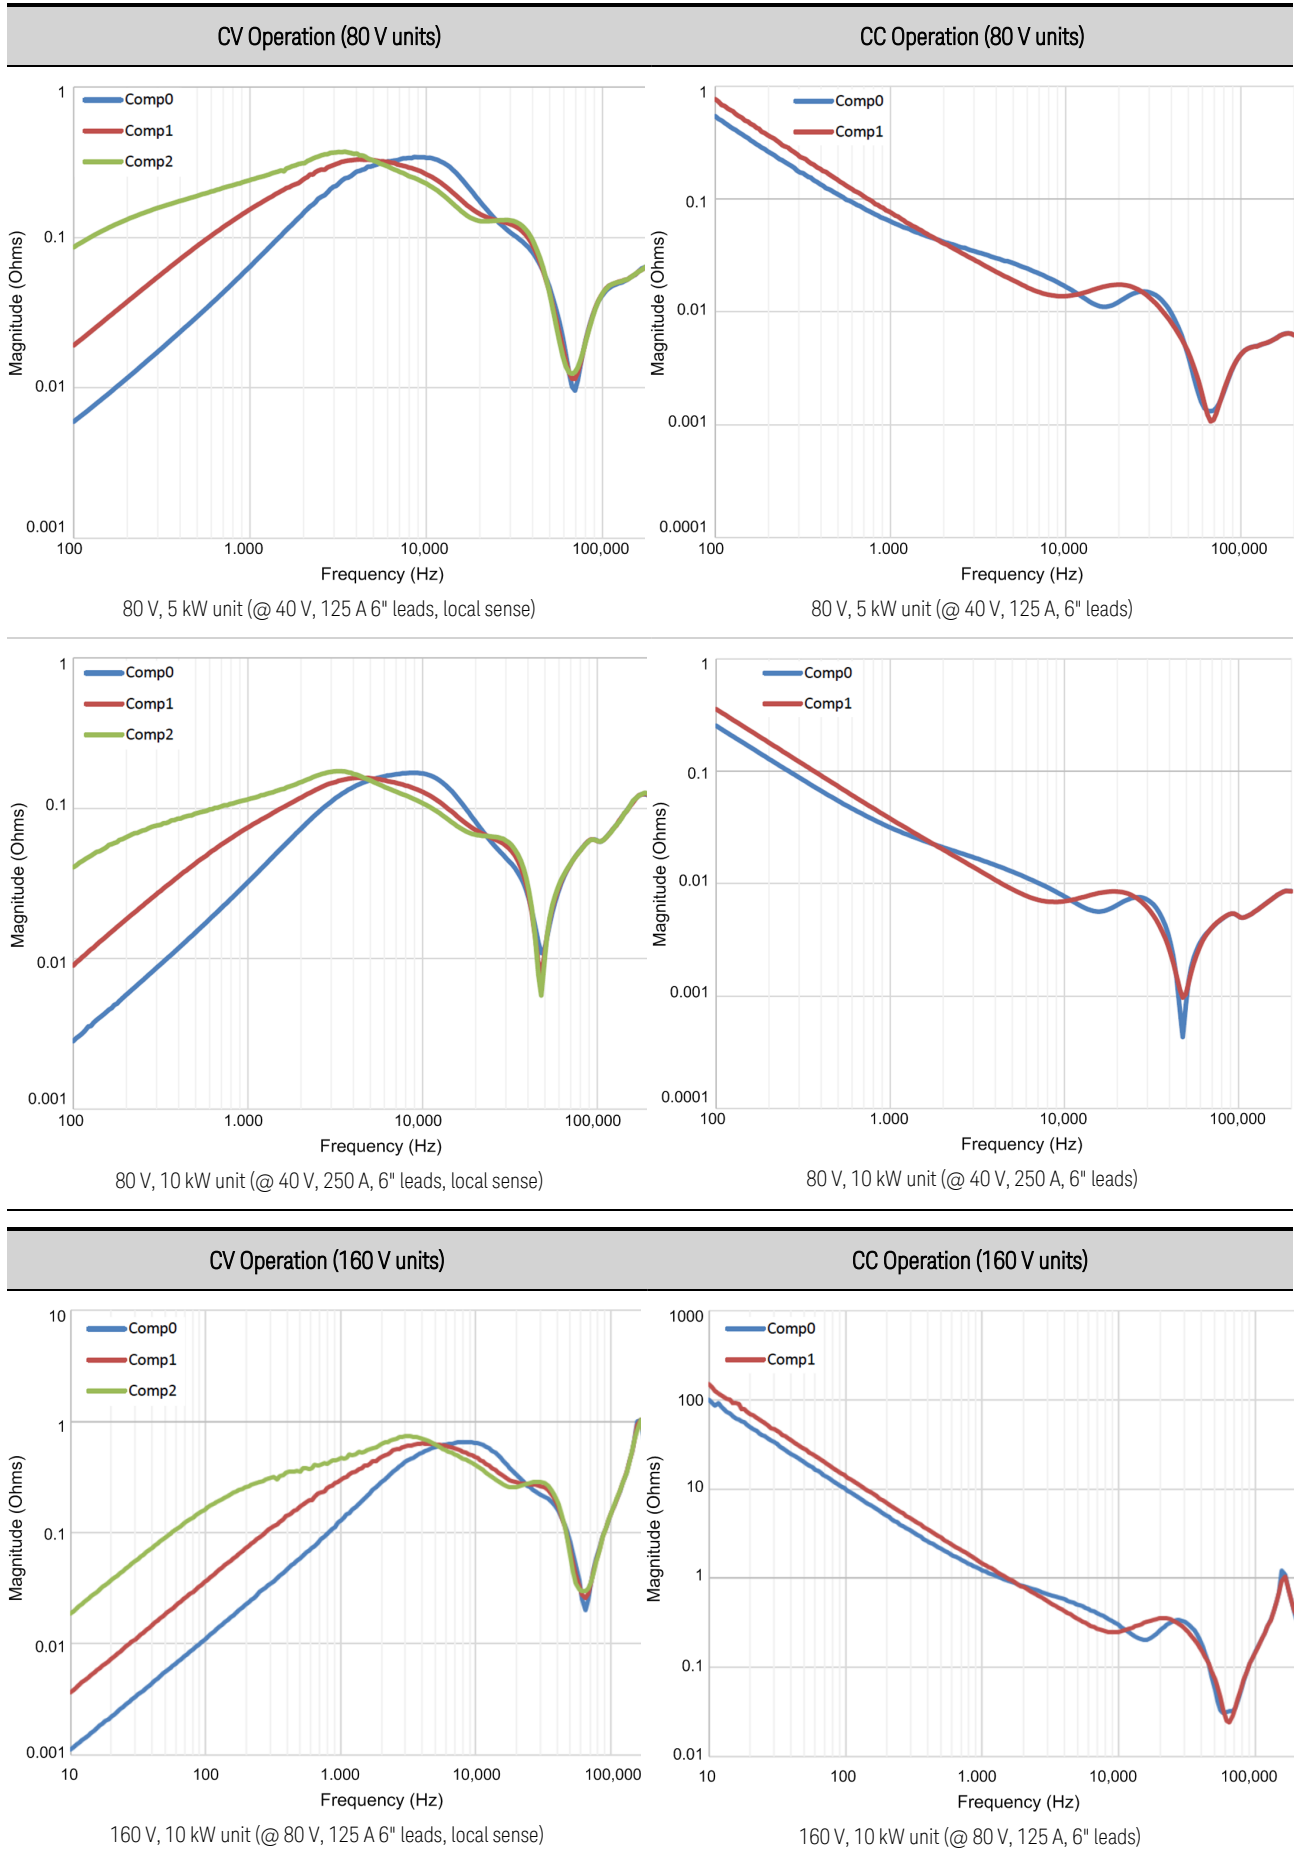 CV Operation (80 V units)
CC Operation (80 V units)
Comp0
Comp1
Comp2
1
0.1
0.01
0.001
Magnitude (Ohms)
100
1.000
10,000
100,000
Frequency (Hz)
80 V, 5 kW unit (@ 40 V, 125 A 6" leads, local sense)
Comp0
Comp1
1
0.1
0.01
0.001
0.0001
Magnitude (Ohms)
100
1.000
10,000
100,000
Frequency (Hz)
80 V, 5 kW unit (@ 40 V, 125 A, 6" leads)
Comp0
Comp1
Comp2
1
0.1
0.01
0.001
Magnitude (Ohms)
100
1.000
10,000
100,000
Frequency (Hz)
80 V, 10 kW unit (@ 40 V, 250 A, 6" leads, local sense)
Comp0
Comp1
1
0.1
0.01
0.001
0.0001
Magnitude (Ohms)
100
1.000
10,000
100,000
Frequency (Hz)
80 V, 10 kW unit (@ 40 V, 250 A, 6" leads)
CV Operation (160 V units)
CC Operation (160 V units)
Comp0
Comp1
Comp2
10
1
0.1
0.01
0.001
Magnitude (Ohms)
10
100
1.000
10,000
100,000
Frequency (Hz)
160 V, 10 kW unit (@ 80 V, 125 A 6" leads, local sense)
Comp0
Comp1
1000
100
10
1
0.1
0.01
Magnitude (Ohms)
10
100
1.000
10,000
100,000
Frequency (Hz)
160 V, 10 kW unit (@ 80 V, 125 A, 6" leads)